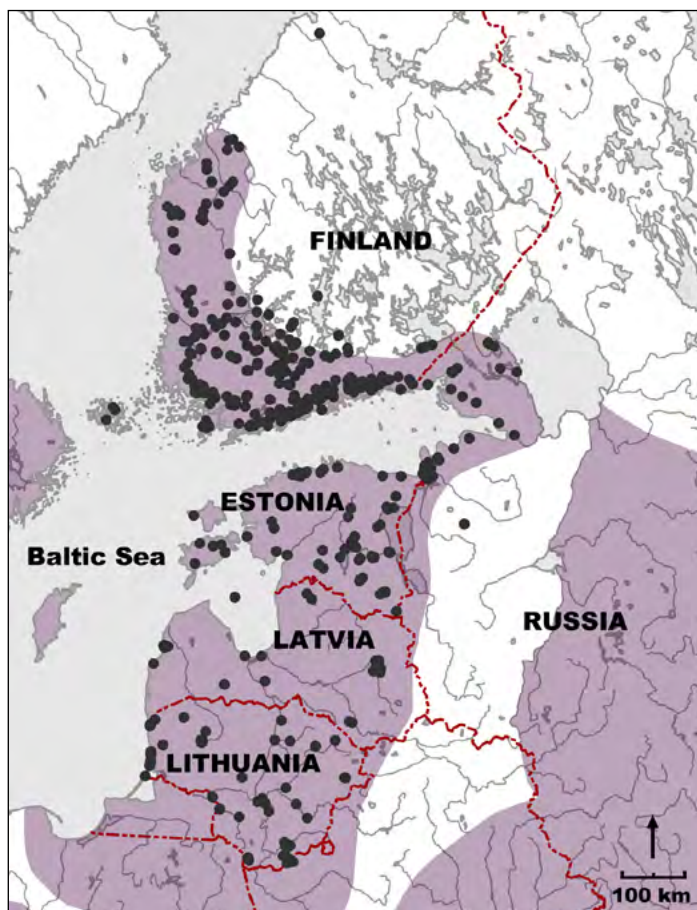 FINLAND
ESTONIA
Baltic Sea
RUSSIA
LATVIA
LITHUANIA
100 km